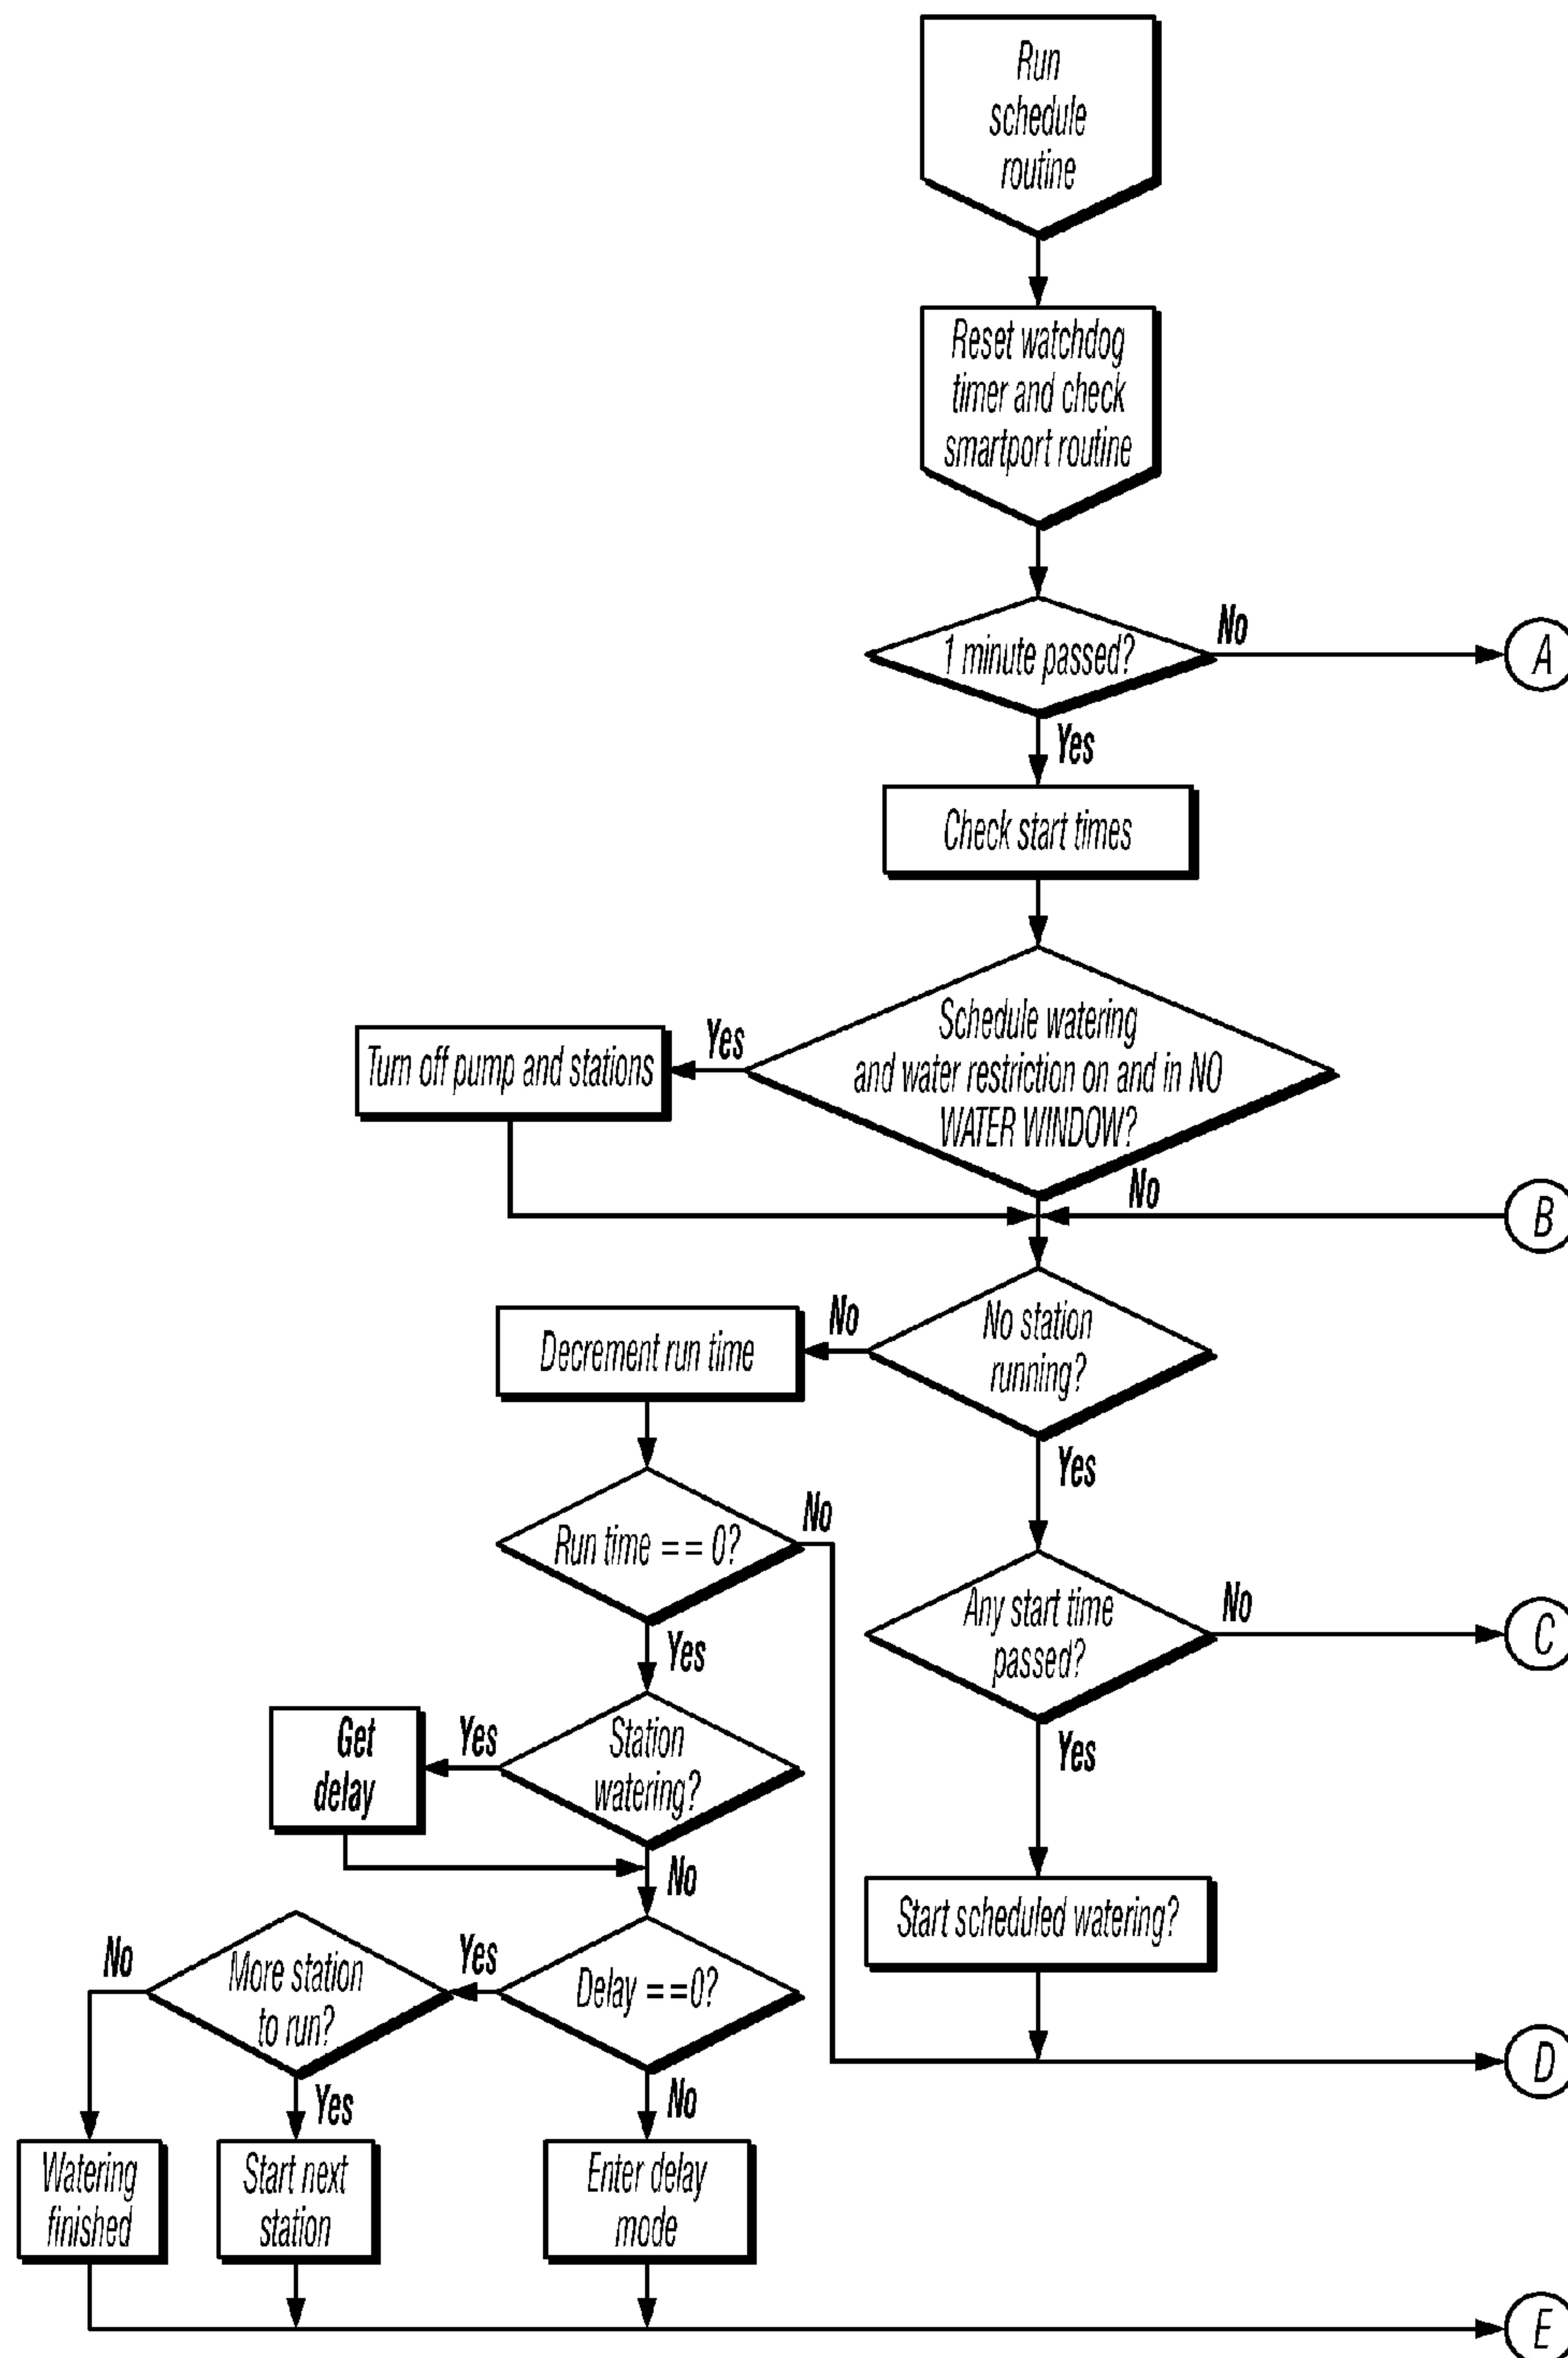 Run
schedule
routine
Reset watchdog
timer and check
smartport routine
1 minute passed?
No
A
Yes
Check start times
Schedule watering
and water restriction on and in NO
WATER WINDOW?
Yes
Turn off pump and stations
No
B
No station
running?
No
Decrement run time
Yes
Run time = = 0?
No
Any start time
passed?
No
C
Yes
Station
watering?
Yes
Get
delay
Yes
No
Start scheduled watering?
Delay = =0?
Yes
More station
to run?
No
D
Yes
No
Watering
finished
Start next
station
Enter delay
mode
E